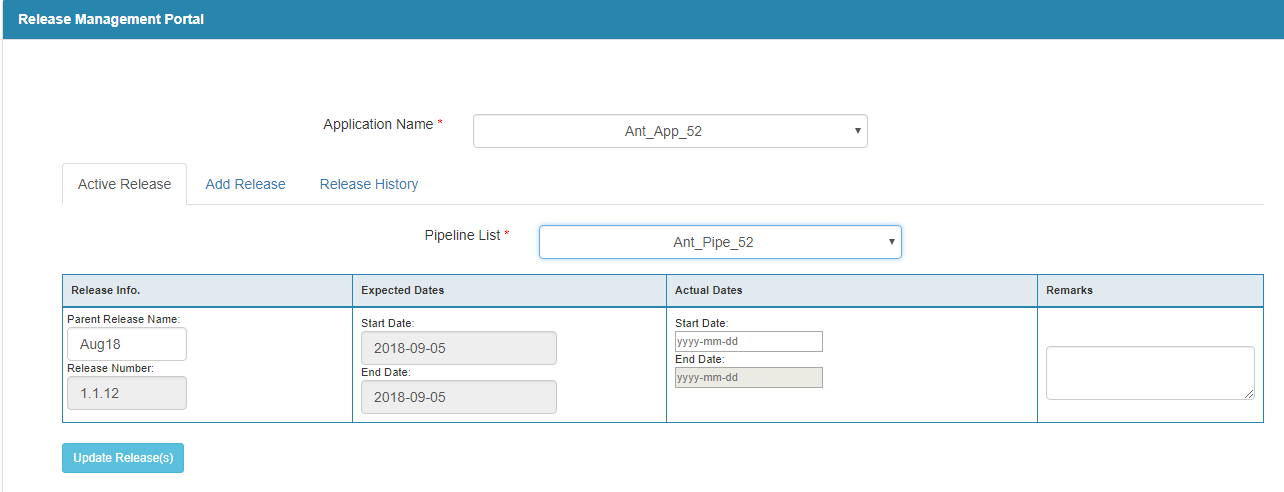 Release Management Portal
Application Name *
Ant_App_52
Active Release Add Release Release History
Pipeline List *
Ant_Pipe_52
Release Info. Expected Dates Actual Dates Remarks
Parent Release Name: Start Date: Start Date:
Aug18 2018-09-05 yyyy-mm-dd
Release Number: End Date: End Date:
1.1.12 2018-09-05 yyyy-mm-dd
Update Release(s)